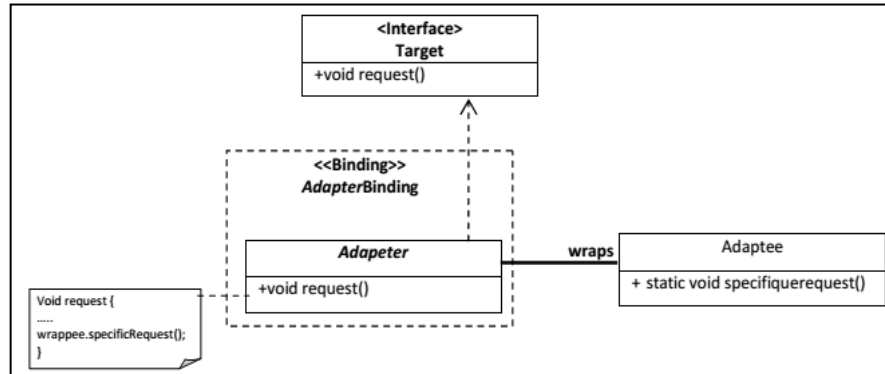 <Interface>
Target
+void request()
<<Binding>>
AdapterBinding
Adapeter
+void request()
wraps
Adaptee
+ static void specifiquerequest()
Void request {
.....
wrappee.specificRequest();
}